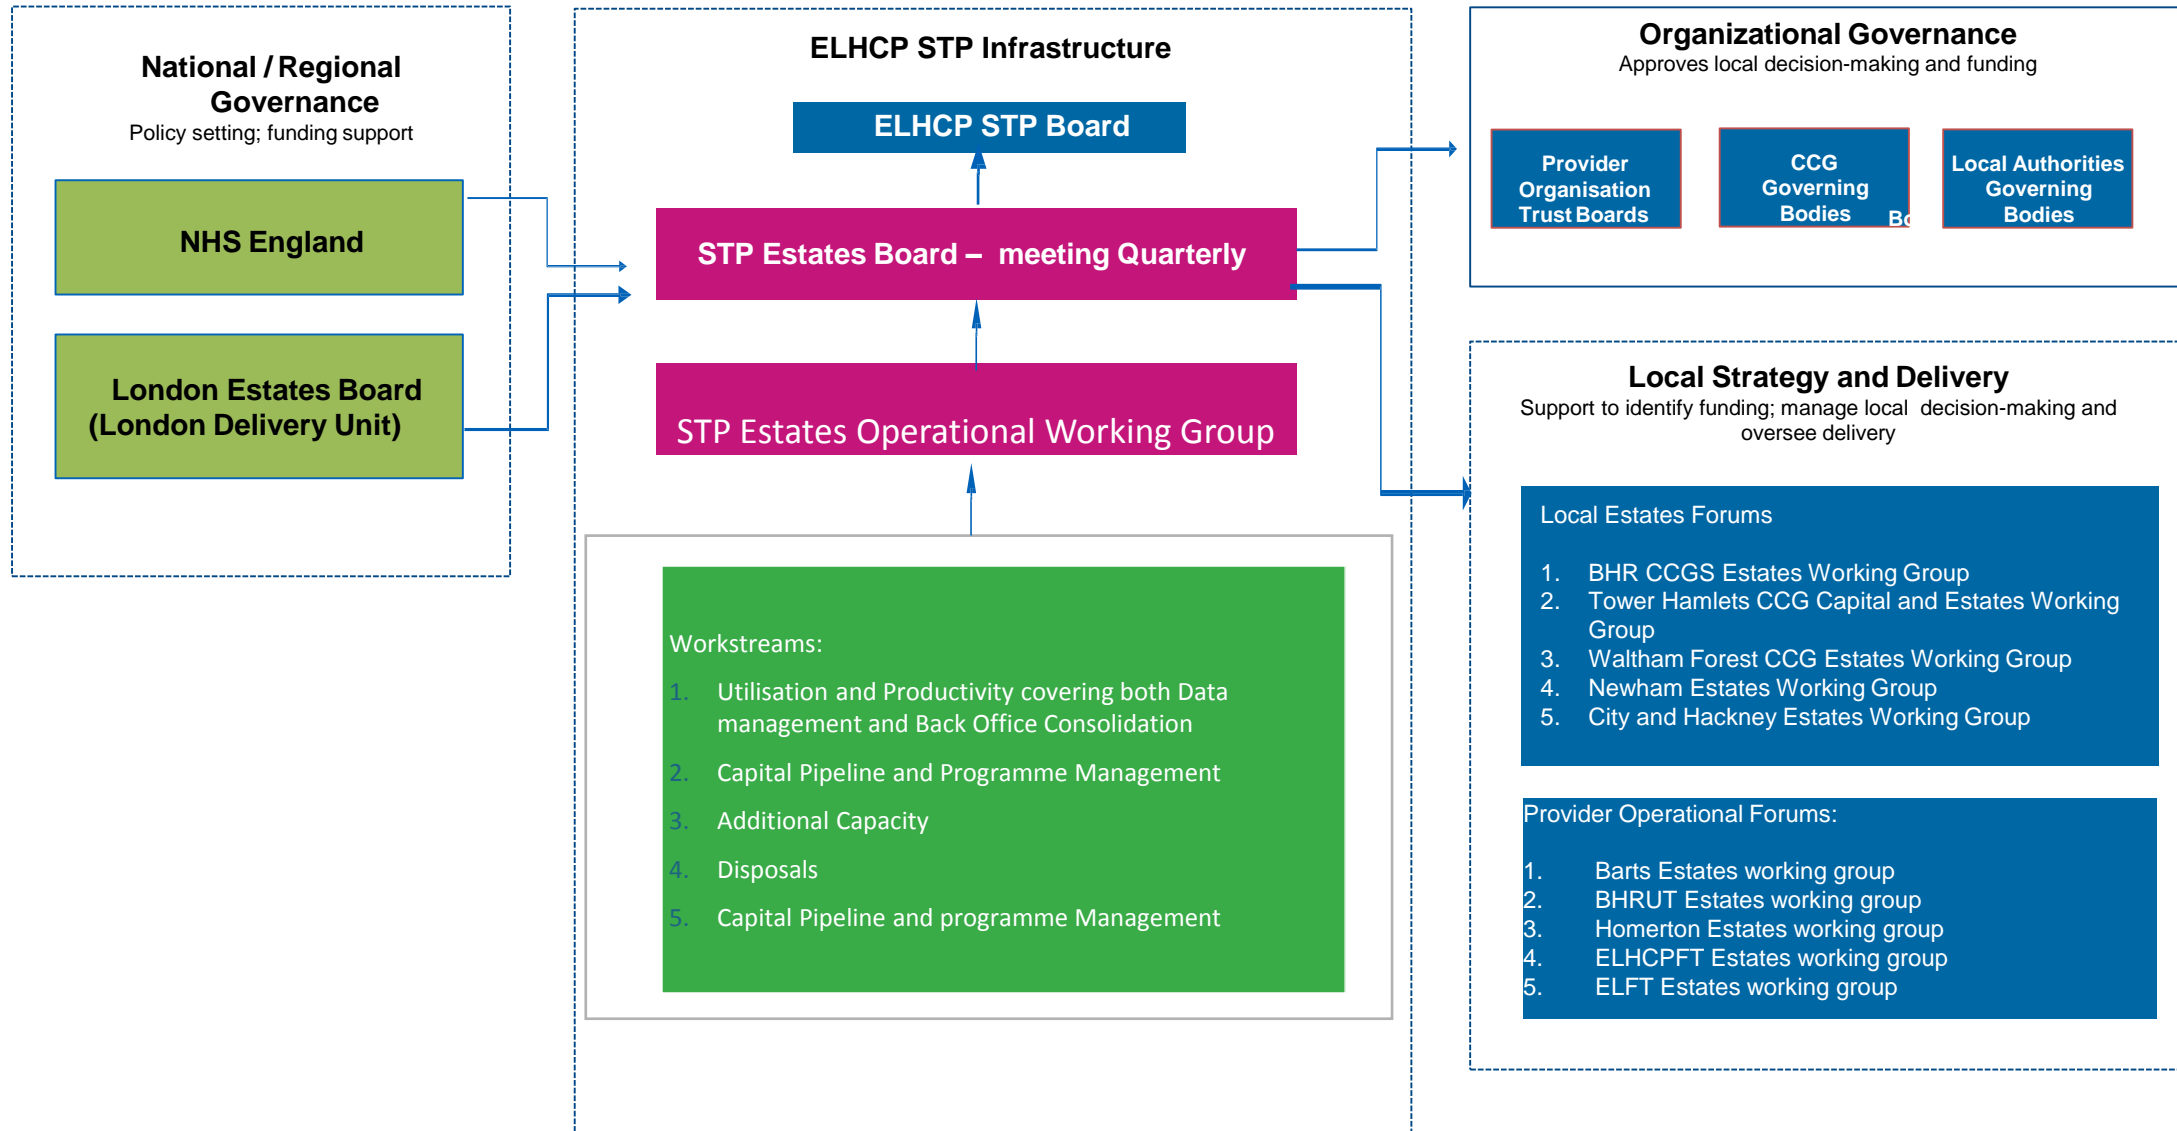 National / Regional
Governance
Policy setting; funding support
NHS England
London Estates Board
(London Delivery Unit)
ELHCP STP Infrastructure
ELHCP STP Board
STP Estates Board – meeting Quarterly
STP Estates Operational Working Group
Workstreams:
1. Utilisation and Productivity covering both Data
management and Back Office Consolidation
2. Capital Pipeline and Programme Management
3. Additional Capacity
4. Disposals
5. Capital Pipeline and programme Management
Organizational Governance
Approves local decision-making and funding
Provider
Organisation
Trust Boards
CCG
Governing
Bodies
Bo
Local Authorities
Governing
Bodies
Local Strategy and Delivery
Support to identify funding; manage local decision-making and
oversee delivery
Local Estates Forums
1. BHR CCGS Estates Working Group
2. Tower Hamlets CCG Capital and Estates Working
Group
3. Waltham Forest CCG Estates Working Group
4. Newham Estates Working Group
5. City and Hackney Estates Working Group
Provider Operational Forums:
1. Barts Estates working group
2. BHRUT Estates working group
3. Homerton Estates working group
4. ELHCPFT Estates working group
5. ELFT Estates working group